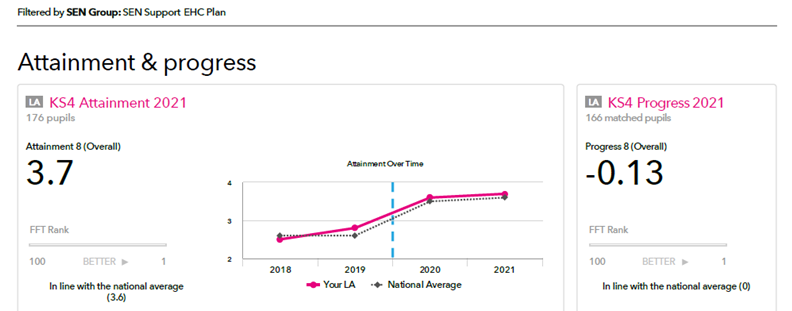 Filtered by SEN Group: SEN Support EHC Plan
Attainment & progress
LA KS4 Attainment 2021
176 pupils
Attainment 8 (Overall)
3.7
Attainment Over Time
4
3
2
2018 2019 2020 2021
Your LA National Average
FFT Rank
100 BETTER ▶ 1
In line with the national average
(3.6)
LA KS4 Progress 2021
166 matched pupils
Progress 8 (Overall)
-0.13
FFT Rank
100 BETTER ▶ 1
In line with the national average (0)